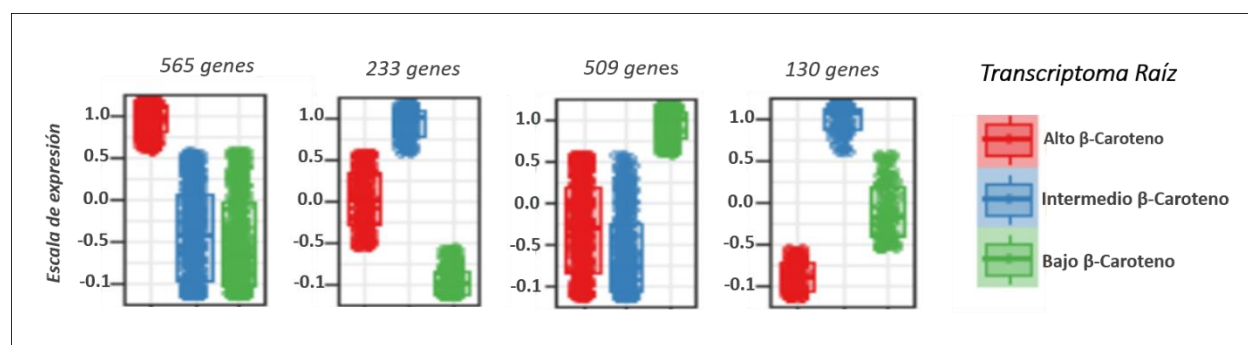 565 genes
233 genes
509 genes
130 genes
Transcriptoma Raíz
Escala de expresión
1.0
0.5
0.0
-0.5
-0.1
1.0
0.5
0.0
-0.5
-0.1
1.0
0.5
0.0
-0.5
-0.1
1.0
0.5
0.0
-0.5
-0.1
Alto β-Caroteno
Intermedio β-Caroteno
Bajo β-Caroteno